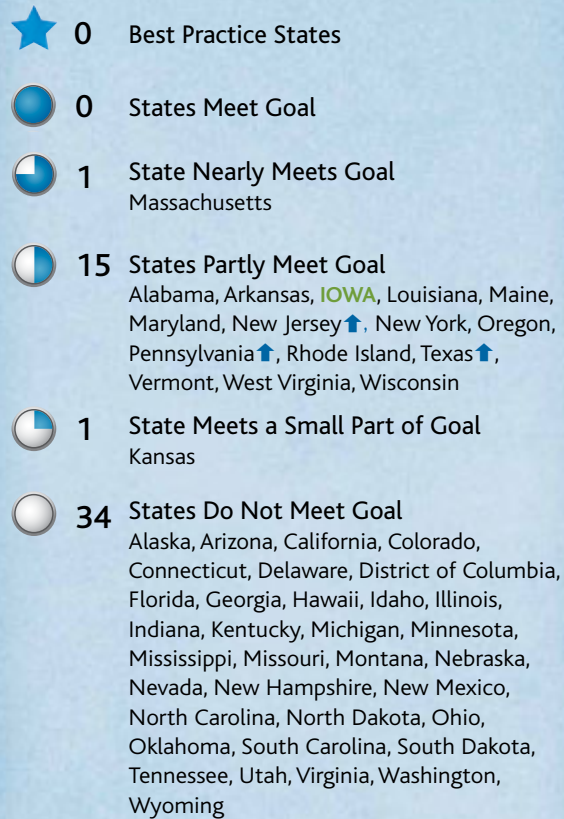 0 Best Practice States
0 States Meet Goal
1 State Nearly Meets Goal
Massachusetts
15 States Partly Meet Goal
Alabama, Arkansas, IOWA, Louisiana, Maine,
Maryland, New Jersey⬆, New York, Oregon,
Pennsylvania⬆, Rhode Island, Texas⬆,
Vermont, West Virginia, Wisconsin
1 State Meets a Small Part of Goal
Kansas
34 States Do Not Meet Goal
Alaska, Arizona, California, Colorado,
Connecticut, Delaware, District of Columbia,
Florida, Georgia, Hawaii, Idaho, Illinois,
Indiana, Kentucky, Michigan, Minnesota,
Mississippi, Missouri, Montana, Nebraska,
Nevada, New Hampshire, New Mexico,
North Carolina, North Dakota, Ohio,
Oklahoma, South Carolina, South Dakota,
Tennessee, Utah, Virginia, Washington,
Wyoming